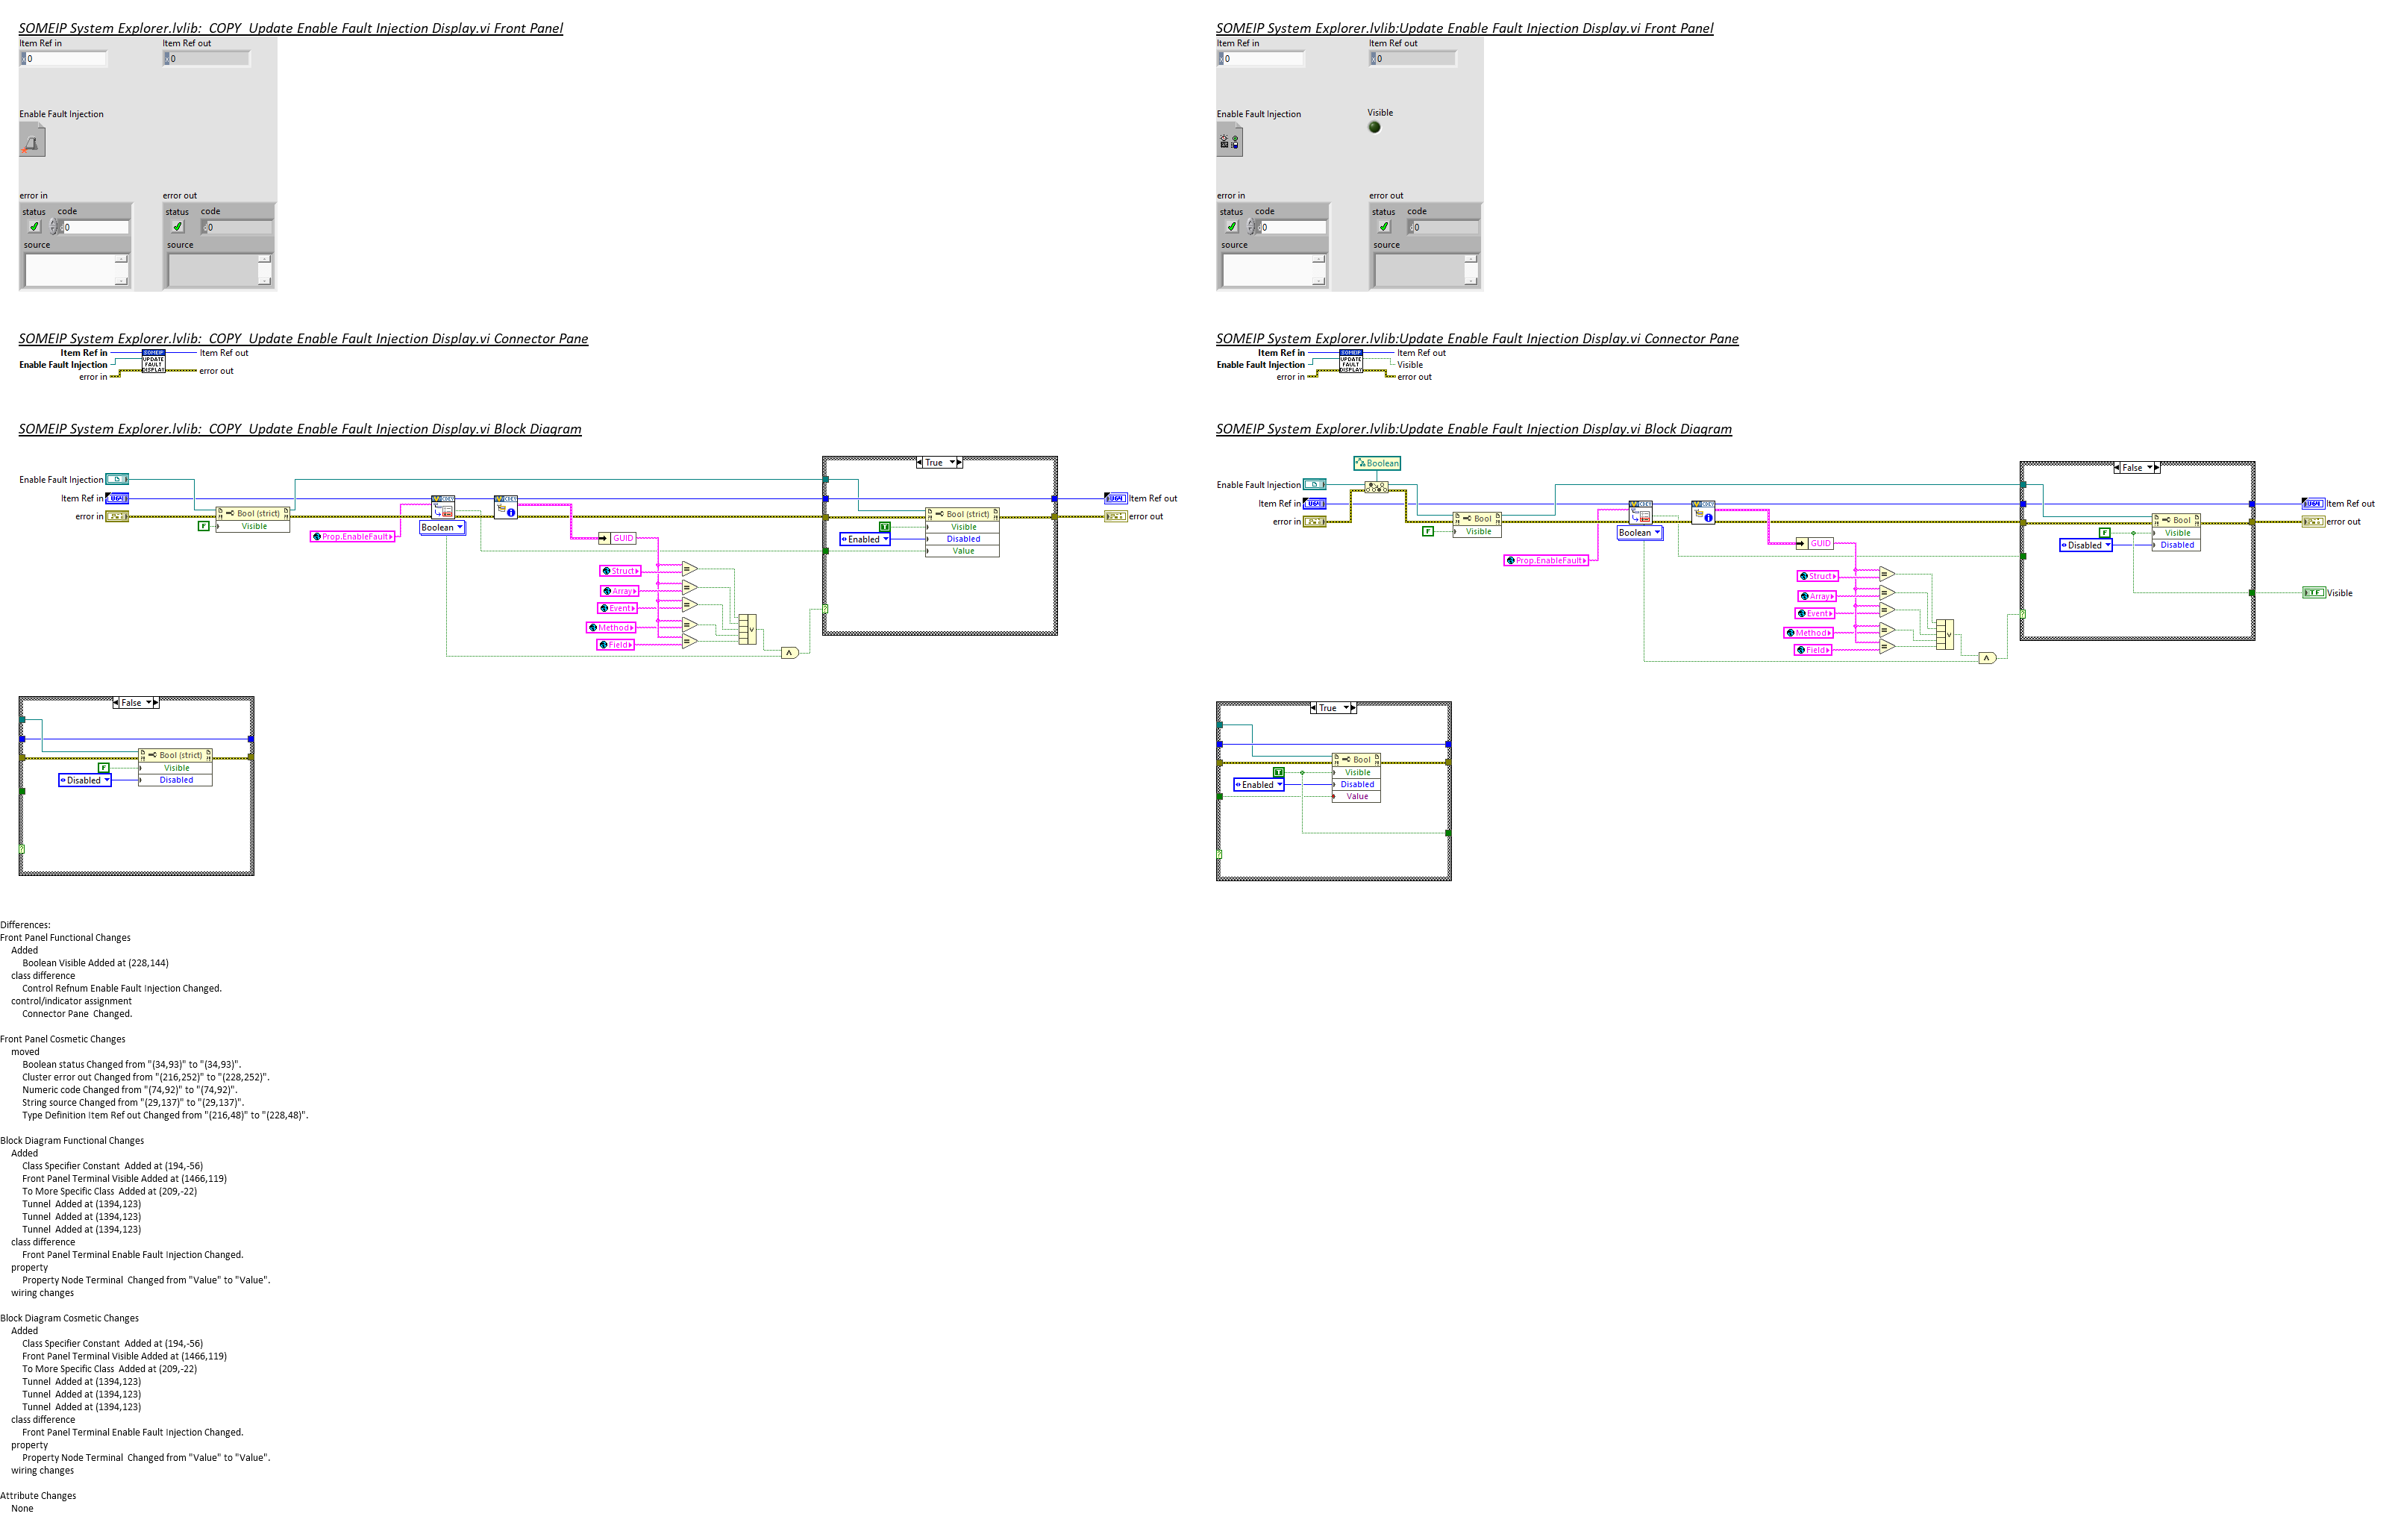 SOMEIP System Explorer.lvlib:  COPY  Update Enable Fault Injection Display.vi Front Panel
Item Ref in
Item Ref out
0
0
Enable Fault Injection
error in
error out
status
code
status
code
0
0
source
source
SOMEIP System Explorer.lvlib:  COPY  Update Enable Fault Injection Display.vi Connector Pane
Item Ref in
Item Ref out
Enable Fault Injection
error in
error out
SOMEIP
UPDATE
FAULT
DISPLAY
SOMEIP System Explorer.lvlib:  COPY  Update Enable Fault Injection Display.vi Block Diagram
True
Enable Fault Injection
Item Ref in
Item Ref out
error in
error out
Bool (strict)
F
Visible
Prop.EnableFault
Boolean
Bool (strict)
T
Visible
Enabled
Disabled
Value
GUID
Struct
Array
Event
Method
Field
False
Bool (strict)
F
Visible
Disabled
Disabled
SOMEIP System Explorer.lvlib:Update Enable Fault Injection Display.vi Front Panel
Item Ref in
Item Ref out
0
0
Enable Fault Injection
Visible
error in
error out
status
code
status
code
0
0
source
source
SOMEIP System Explorer.lvlib:Update Enable Fault Injection Display.vi Connector Pane
Item Ref in
Item Ref out
Enable Fault Injection
Visible
error in
error out
SOMEIP
UPDATE
FAULT
DISPLAY
SOMEIP System Explorer.lvlib:Update Enable Fault Injection Display.vi Block Diagram
Boolean
False
Enable Fault Injection
Item Ref in
Item Ref out
error in
error out
Bool
F
Visible
Prop.EnableFault
Boolean
Bool
F
Visible
Disabled
Disabled
GUID
Struct
Array
Event
Method
Field
TF
Visible
True
Bool
T
Visible
Enabled
Disabled
Value
Differences:
Front Panel Functional Changes
Added
Boolean Visible Added at (228,144)
class difference
Control Refnum Enable Fault Injection Changed.
control/indicator assignment
Connector Pane  Changed.
Front Panel Cosmetic Changes
moved
Boolean status Changed from "(34,93)" to "(34,93)".
Cluster error out Changed from "(216,252)" to "(228,252)".
Numeric code Changed from "(74,92)" to "(74,92)".
String source Changed from "(29,137)" to "(29,137)".
Type Definition Item Ref out Changed from "(216,48)" to "(228,48)".
Block Diagram Functional Changes
Added
Class Specifier Constant  Added at (194,-56)
Front Panel Terminal Visible Added at (1466,119)
To More Specific Class  Added at (209,-22)
Tunnel  Added at (1394,123)
Tunnel  Added at (1394,123)
Tunnel  Added at (1394,123)
class difference
Front Panel Terminal Enable Fault Injection Changed.
property
Property Node Terminal  Changed from "Value" to "Value".
wiring changes
Block Diagram Cosmetic Changes
Added
Class Specifier Constant  Added at (194,-56)
Front Panel Terminal Visible Added at (1466,119)
To More Specific Class  Added at (209,-22)
Tunnel  Added at (1394,123)
Tunnel  Added at (1394,123)
Tunnel  Added at (1394,123)
class difference
Front Panel Terminal Enable Fault Injection Changed.
property
Property Node Terminal  Changed from "Value" to "Value".
wiring changes
Attribute Changes
None